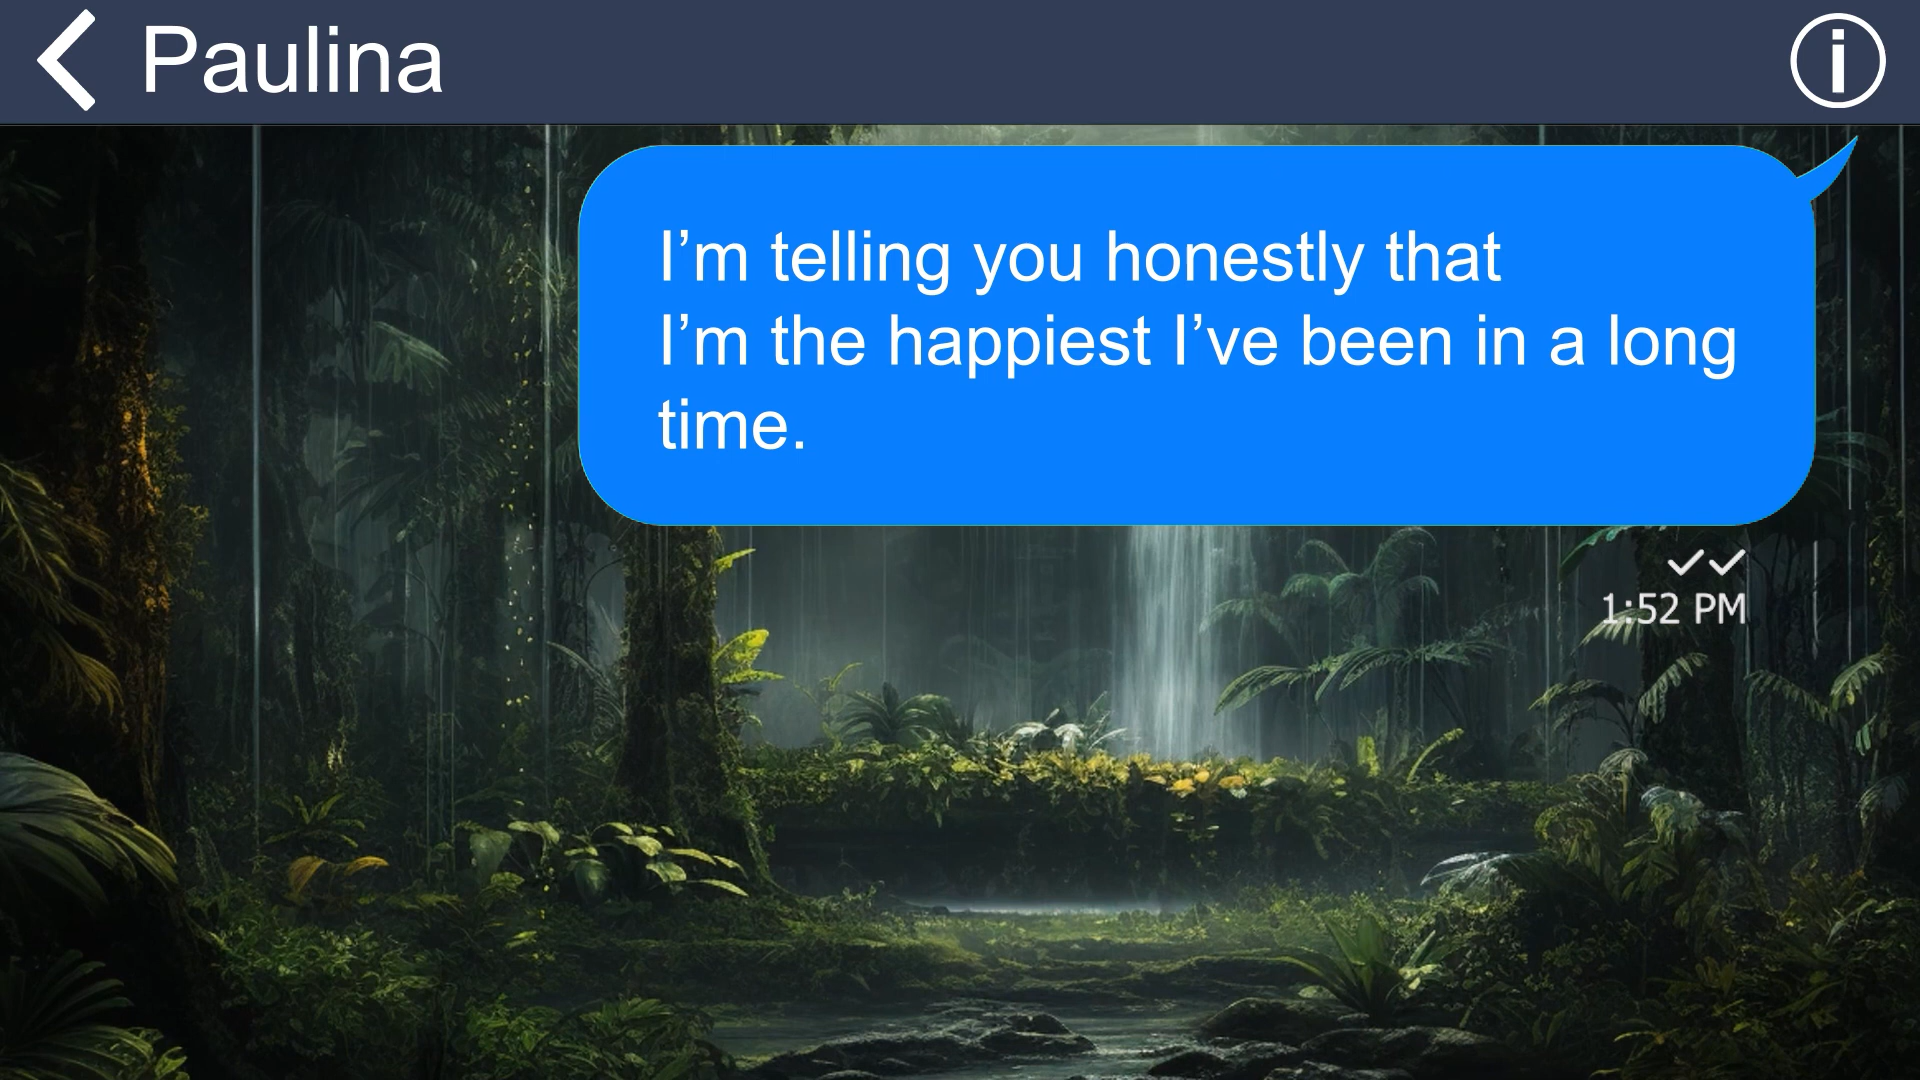 Paulina
I’m telling you honestly that
I’m the happiest I’ve been in a long
time.
1:52 PM